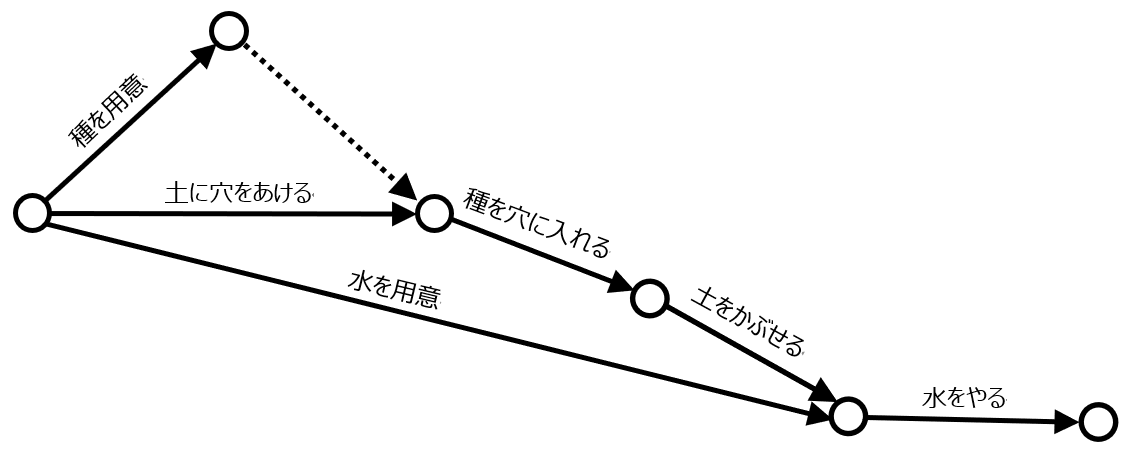 種を用意
土に穴をあける
種を穴に入れる
水を用意
土をかぶせる
水をやる